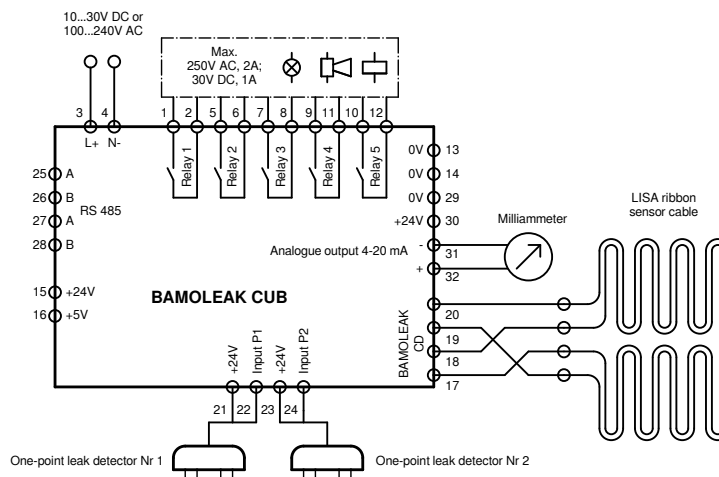 10...30V DC or
100...240V AC
Max.
250V AC, 2A;
30V DC, 1A
3 4 1 2 5 6 7 8 9 11 10 12
L+ N-
Relay 1
Relay 2
Relay 3
Relay 4
Relay 5
25 A
26 B
27 A
28 B
RS 485
15 +24V
16 +5V
0V 13
0V 14
0V 29
+24V 30
- 31
+ 32
Analogue output 4-20 mA
Milliammeter
LISA ribbon
sensor cable
BAMOLEAK CUB
BAMOLEAK
CD
20
19
18
17
+24V
Input P1
+24V
Input P2
21 22 23 24
One-point leak detector Nr 1
One-point leak detector Nr 2